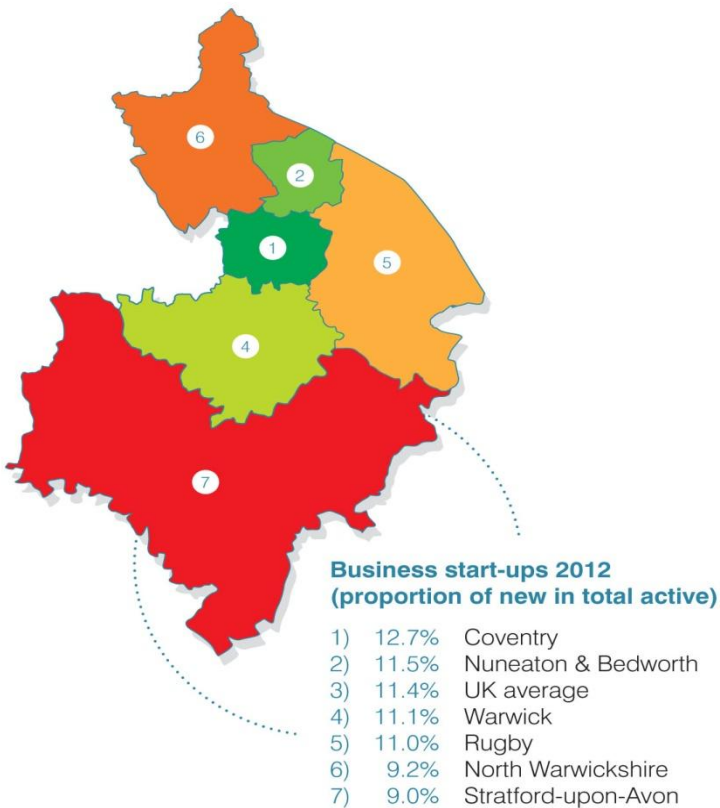 6
2
1
5
4
7
Business start-ups 2012
(proportion of new in total active)
1) 12.7% Coventry
2) 11.5% Nuneaton & Bedworth
3) 11.4% UK average
4) 11.1% Warwick
5) 11.0% Rugby
6) 9.2% North Warwickshire
7) 9.0% Stratford-upon-Avon